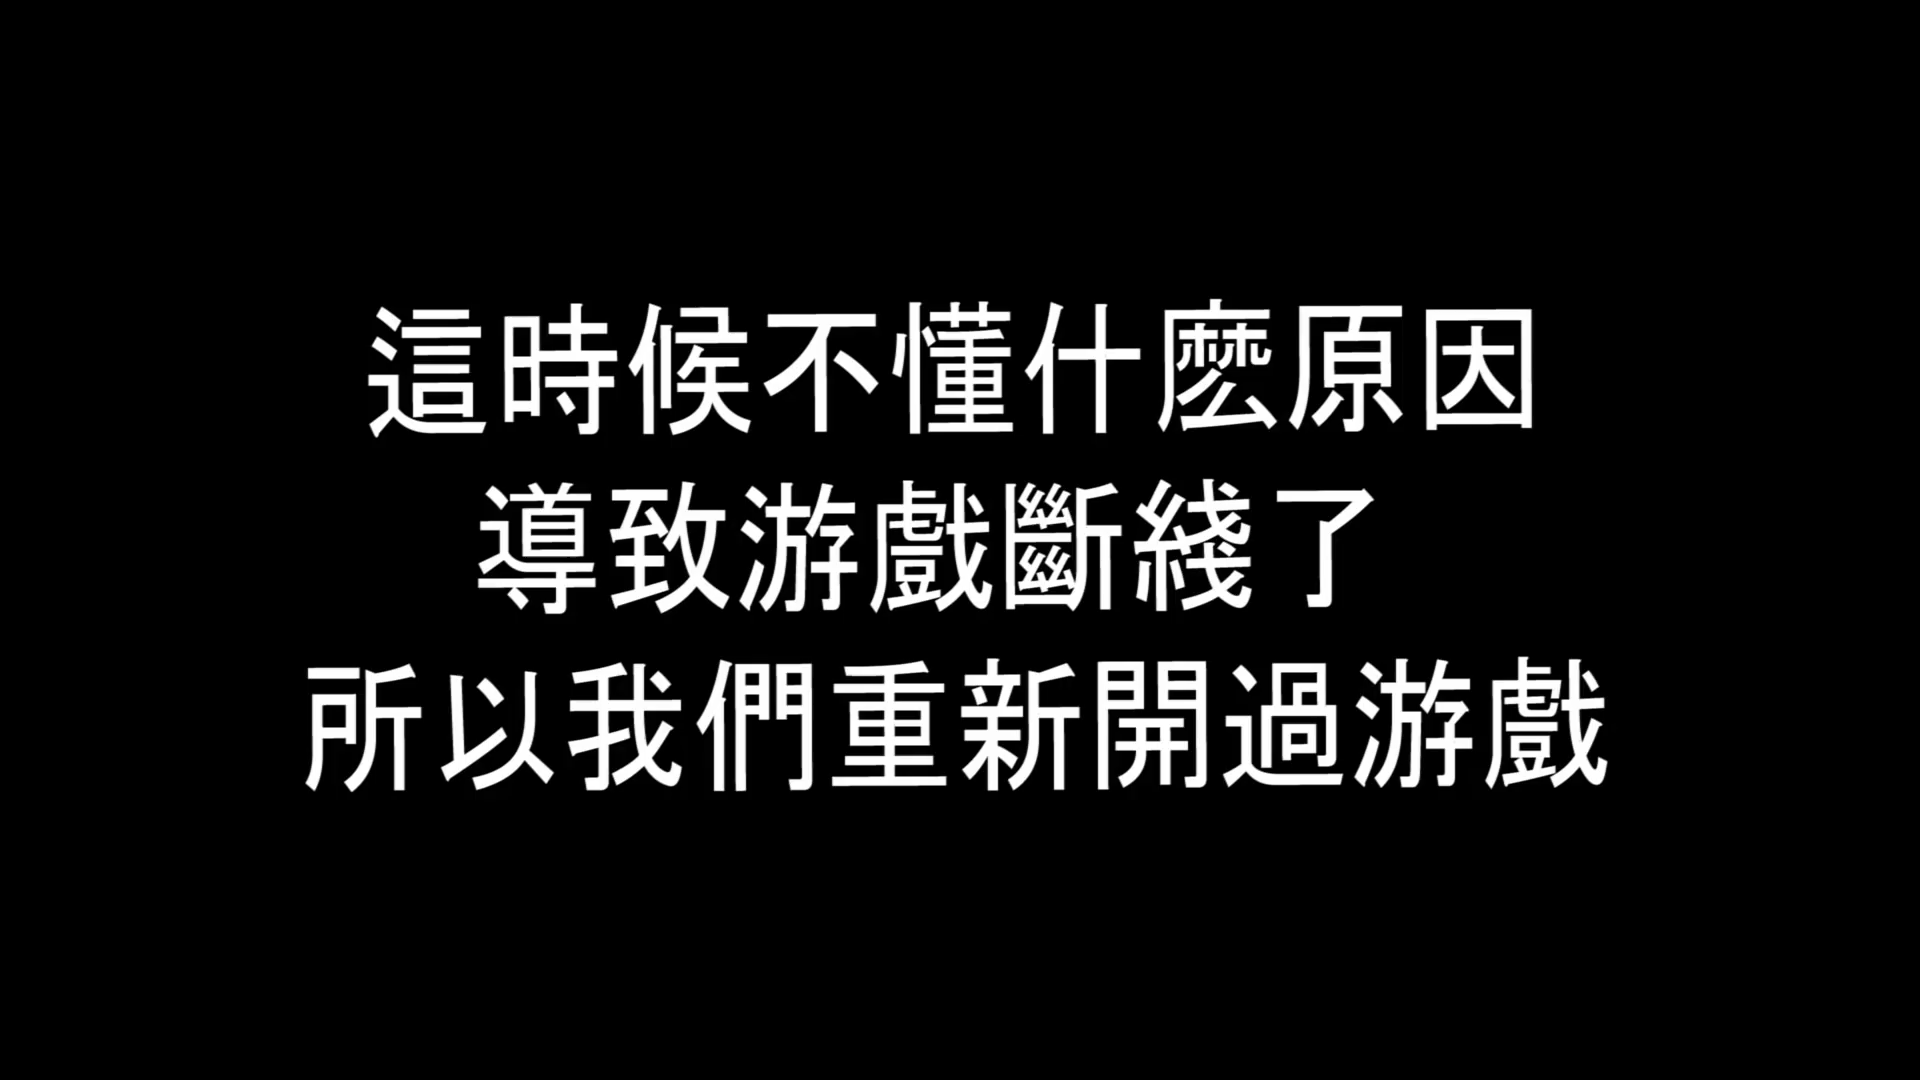 這時候不懂什麽原因
導致游戲斷綫了
所以我們重新開過游戲